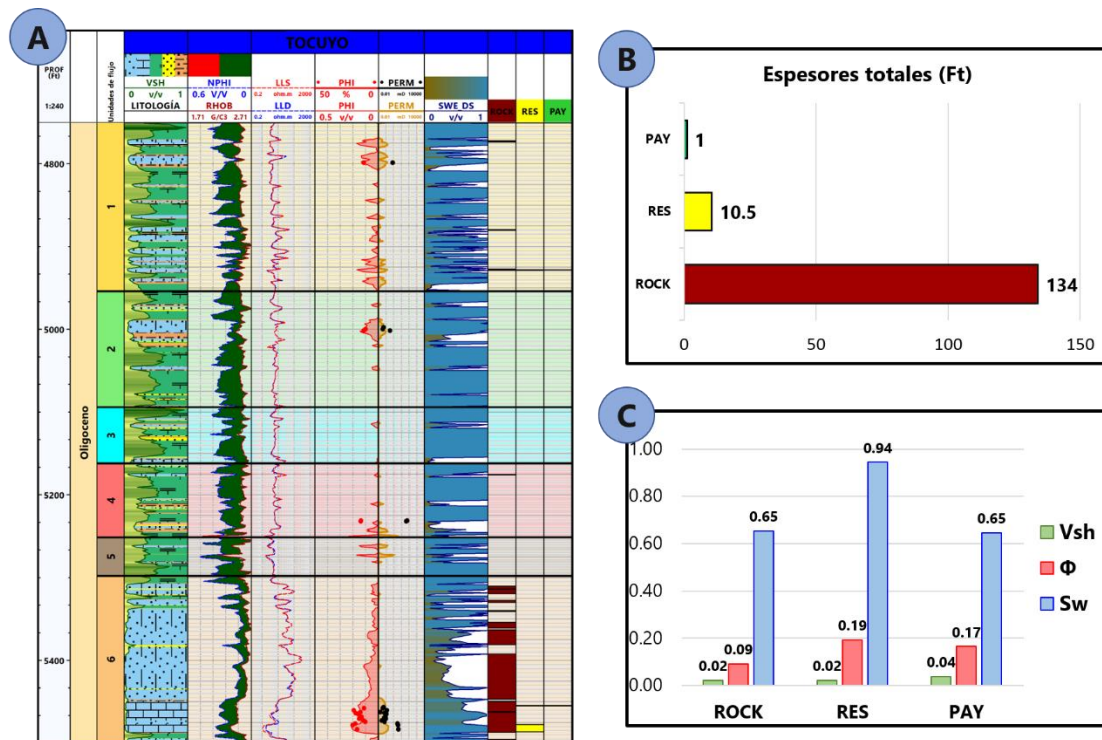 A
TOCUYO
PROF
(Ft)
1:240
Unidades de flujo
VSH
0 v/v 1
LITOLOGÍA
NPHI
0.6 V/V 0
RHOB
1.71 G/C3 2.71
LLS
0.2 ohm.m 2000
LLD
0.2 ohm.m 2000
PHI
50 % 0
PHI
0.5 v/v 0
PERM
0.01 mD 10000
PERM
0.01 mD 10000
SWE_DS
0 v/v 1
ROCK
RES
PAY
Oligoceno
1
2
3
4
5
6
4800
5000
5200
5400
B
Espesores totales (Ft)
PAY
1
RES
10.5
ROCK
134
0 50 100 150
C
1.00
0.80
0.60
0.40
0.20
0.00
0.02
0.09
0.65
0.02
0.19
0.94
0.04
0.17
0.65
ROCK RES PAY
Vsh
Φ
Sw